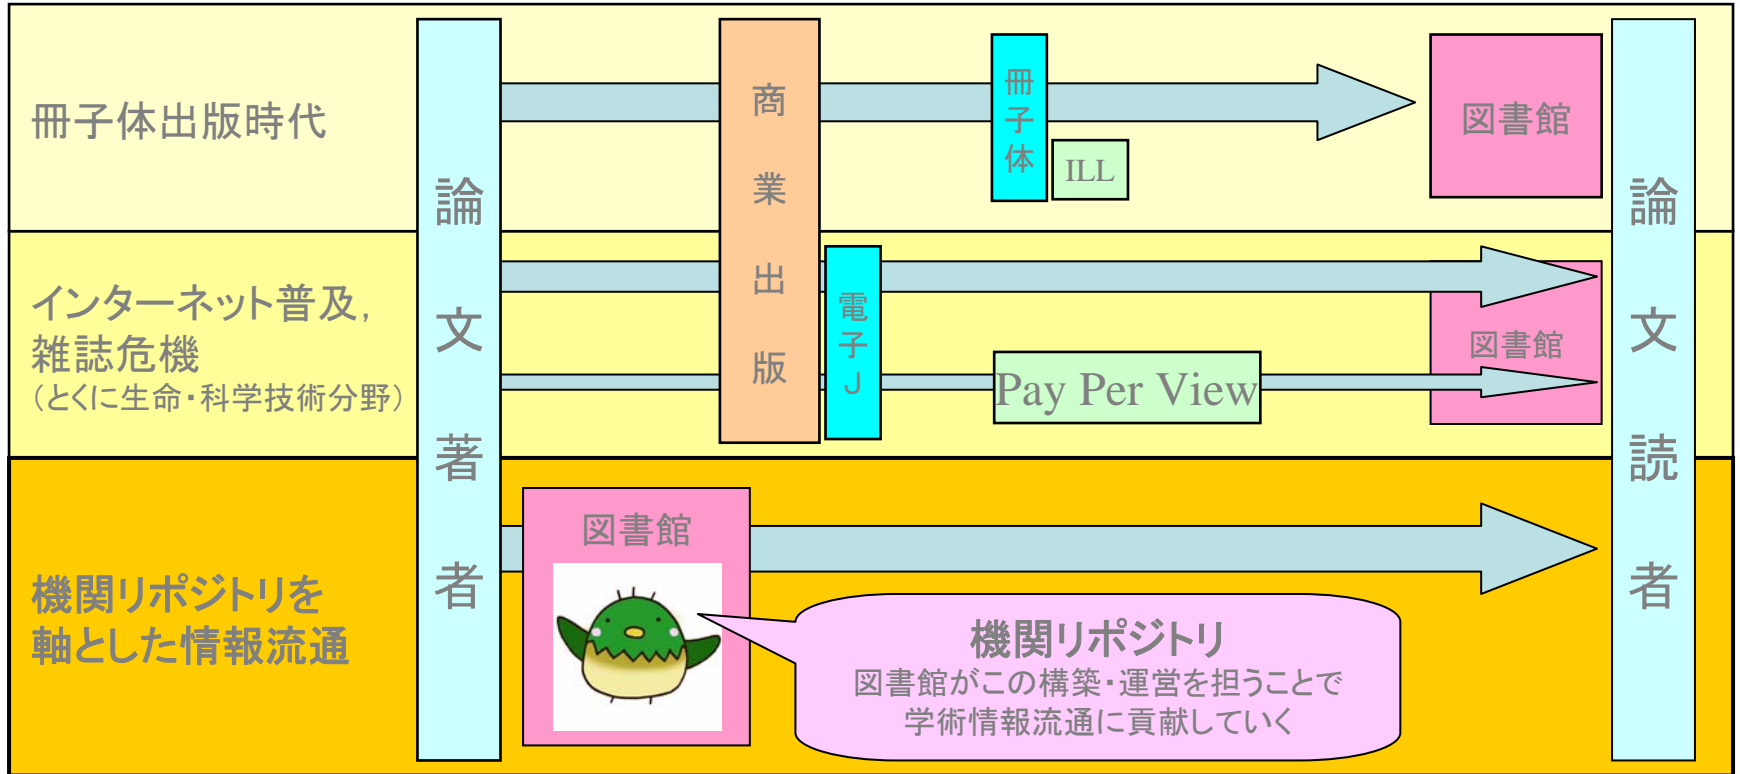 冊子体出版時代
インターネット普及,
雑誌危機
(とくに生命・科学技術分野)
機関リポジトリを
軸とした情報流通
論文著者
商業出版
冊子体
ILL
図書館
電子J
Pay Per View
図書館
図書館
機関リポジトリ
図書館がこの構築・運営を担うことで
学術情報流通に貢献していく
論文読者